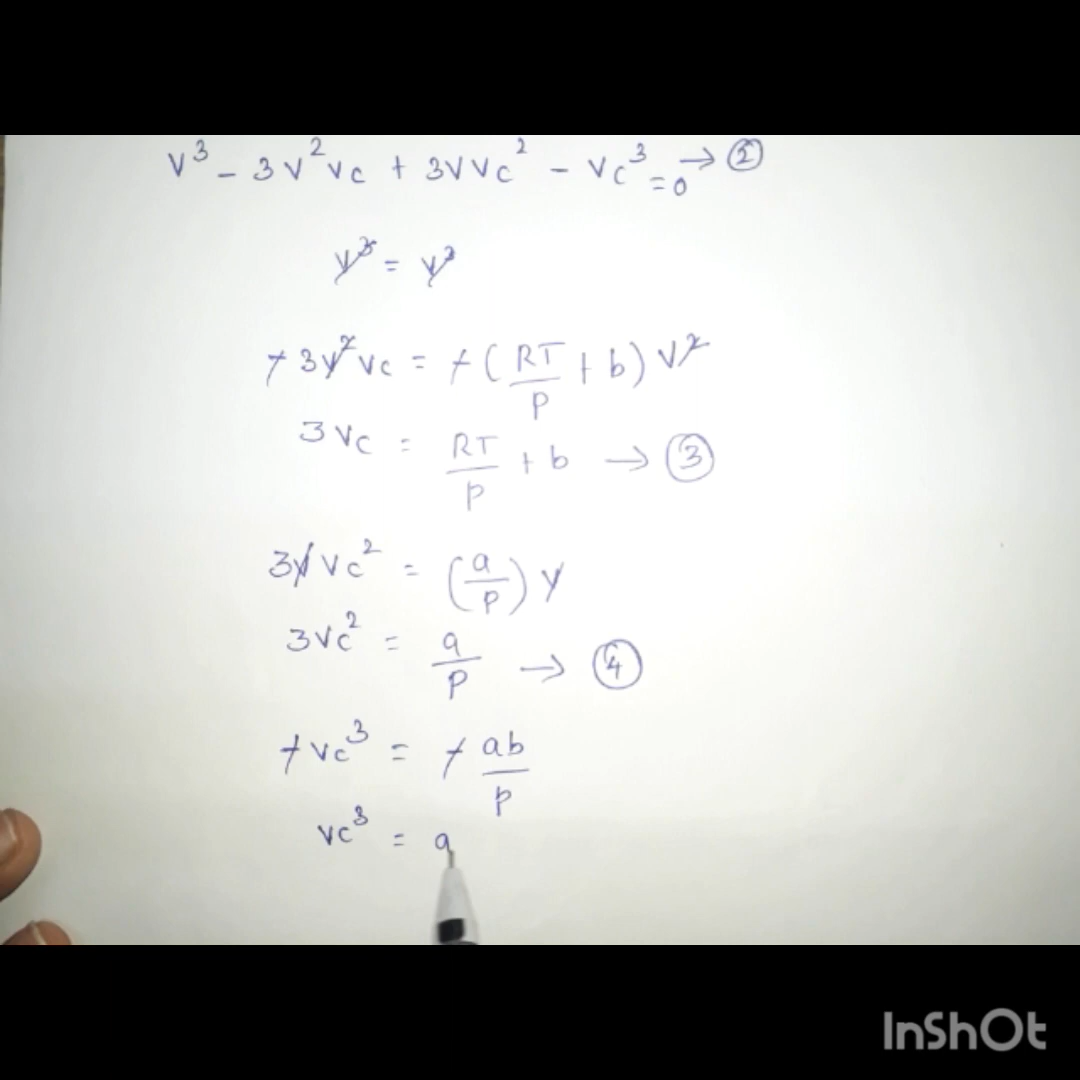 V³ - 3V²Vc + 3VVc² - Vc³ = 0 → ②
V³ = V³
- 3V²Vc = - (RT/P + b) V²
3Vc = RT/P + b → ③
3VVc² = (a/P) V
3Vc² = a/P → ④
- Vc³ = - ab/P
Vc³ = a
InShOt